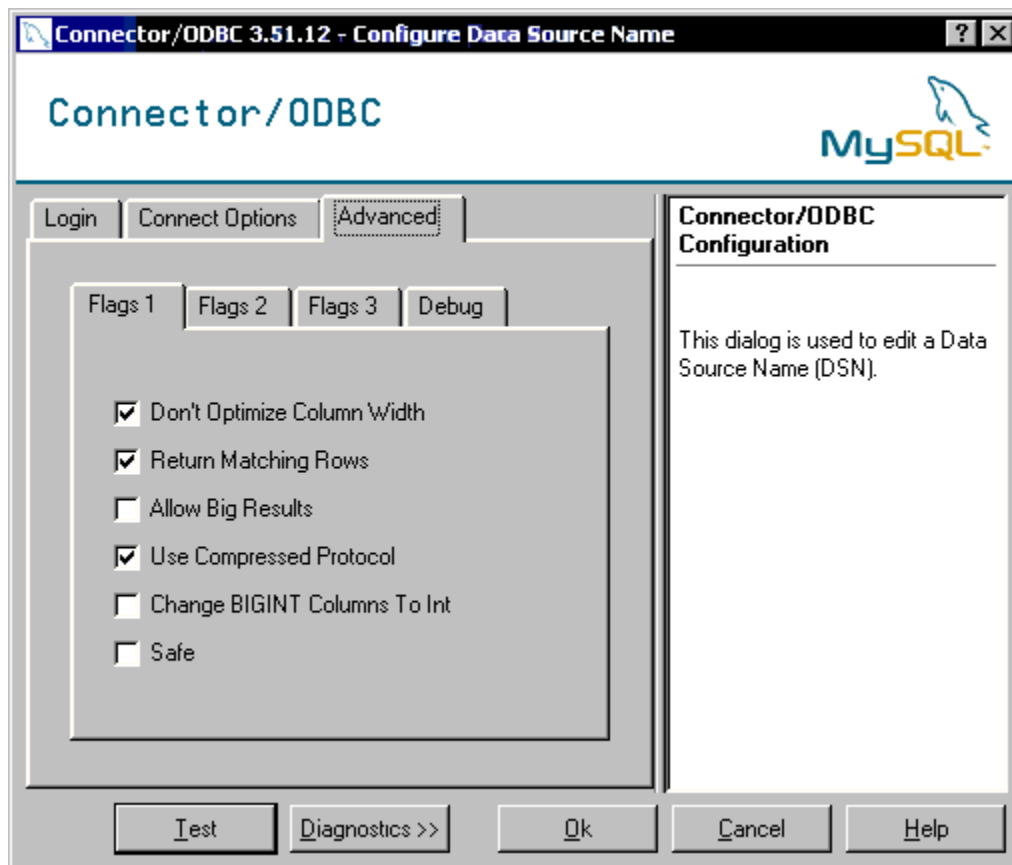 Connector/ODBC 3.51.12 - Configure Data Source Name
Connector/ODBC
MySQL
Login
Connect Options
Advanced
Flags 1
Flags 2
Flags 3
Debug
Don't Optimize Column Width
Return Matching Rows
Allow Big Results
Use Compressed Protocol
Change BIGINT Columns To Int
Safe
Connector/ODBC
Configuration
This dialog is used to edit a Data
Source Name (DSN).
Test
Diagnostics >>
Ok
Cancel
Help